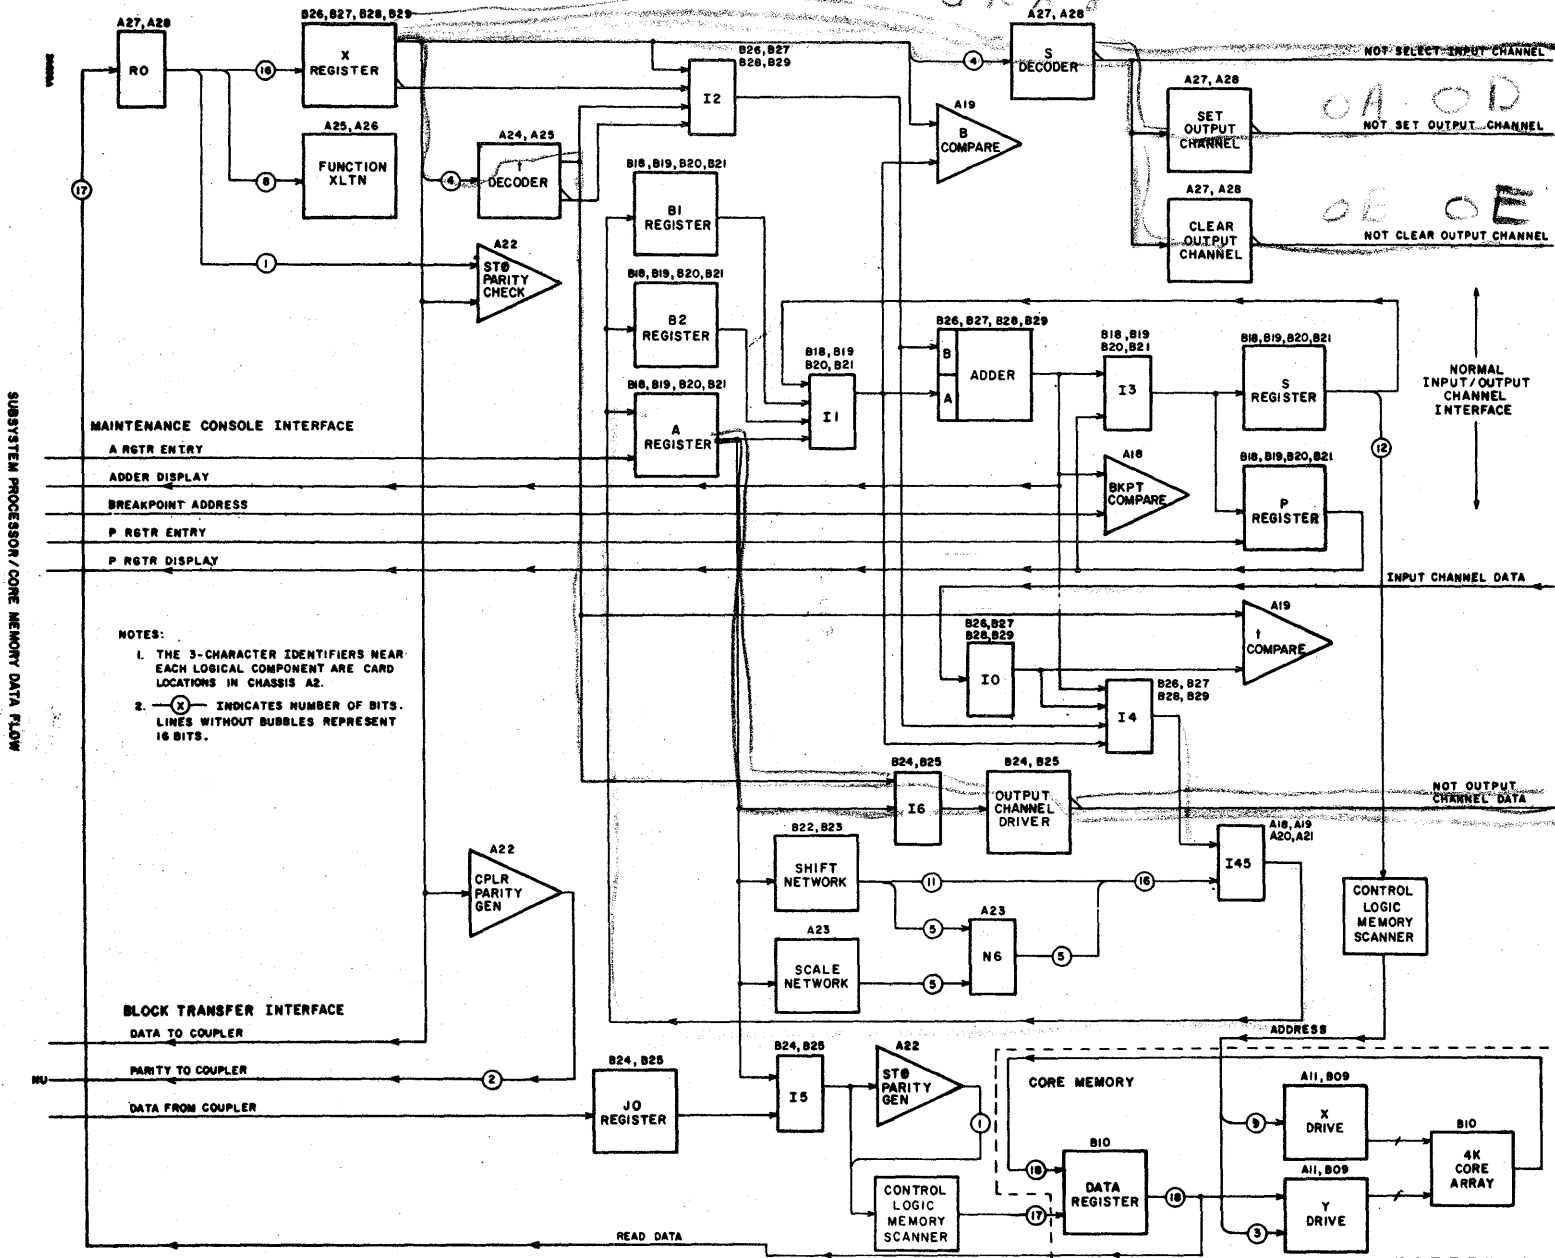 A27, A28
RO
B26, B27, B28, B29
X
REGISTER
16
A25, A26
FUNCTION
XLTN
8
17
1
A24, A25
t
DECODER
4
A22
STØ
PARITY
CHECK
B26, B27
B28, B29
I2
B18, B19, B20, B21
B1
REGISTER
B18, B19, B20, B21
B2
REGISTER
B18, B19, B20, B21
A
REGISTER
A19
B
COMPARE
4
A27, A28
S
DECODER
NOT SELECT INPUT CHANNEL
A27, A28
SET
OUTPUT
CHANNEL
OA OD
NOT SET OUTPUT CHANNEL
A27, A28
CLEAR
OUTPUT
CHANNEL
OE
NOT CLEAR OUTPUT CHANNEL
B18, B19
B20, B21
I1
B26, B27, B28, B29
B
A
ADDER
B18, B19
B20, B21
I3
B18, B19, B20, B21
S
REGISTER
NORMAL
INPUT/OUTPUT
CHANNEL
INTERFACE
12
A18
BKPT
COMPARE
B18, B19, B20, B21
P
REGISTER
MAINTENANCE CONSOLE INTERFACE
A RGTR ENTRY
ADDER DISPLAY
BREAKPOINT ADDRESS
P RGTR ENTRY
P RGTR DISPLAY
INPUT CHANNEL DATA
SUBSYSTEM PROCESSOR/CORE MEMORY DATA FLOW
NOTES:
1. THE 3-CHARACTER IDENTIFIERS NEAR
EACH LOGICAL COMPONENT ARE CARD
LOCATIONS IN CHASSIS A2.
2. X INDICATES NUMBER OF BITS.
LINES WITHOUT BUBBLES REPRESENT
16 BITS.
B26, B27
B28, B29
I0
A19
t
COMPARE
B26, B27
B28, B29
I4
B24, B25
I6
B24, B25
OUTPUT
CHANNEL
DRIVER
NOT OUTPUT
CHANNEL DATA
A18, A19
A20, A21
I45
A22
CPLR
PARITY
GEN
B22, B23
SHIFT
NETWORK
11
16
5
A23
SCALE
NETWORK
5
A23
N6
5
CONTROL
LOGIC
MEMORY
SCANNER
BLOCK TRANSFER INTERFACE
DATA TO COUPLER
NU
PARITY TO COUPLER
2
DATA FROM COUPLER
B24, B25
JO
REGISTER
B24, B25
I5
A22
STØ
PARITY
GEN
1
CONTROL
LOGIC
MEMORY
SCANNER
17
ADDRESS
CORE MEMORY
18
B10
DATA
REGISTER
18
A11, B09
X
DRIVE
9
A11, B09
Y
DRIVE
3
B10
4K
CORE
ARRAY
READ DATA